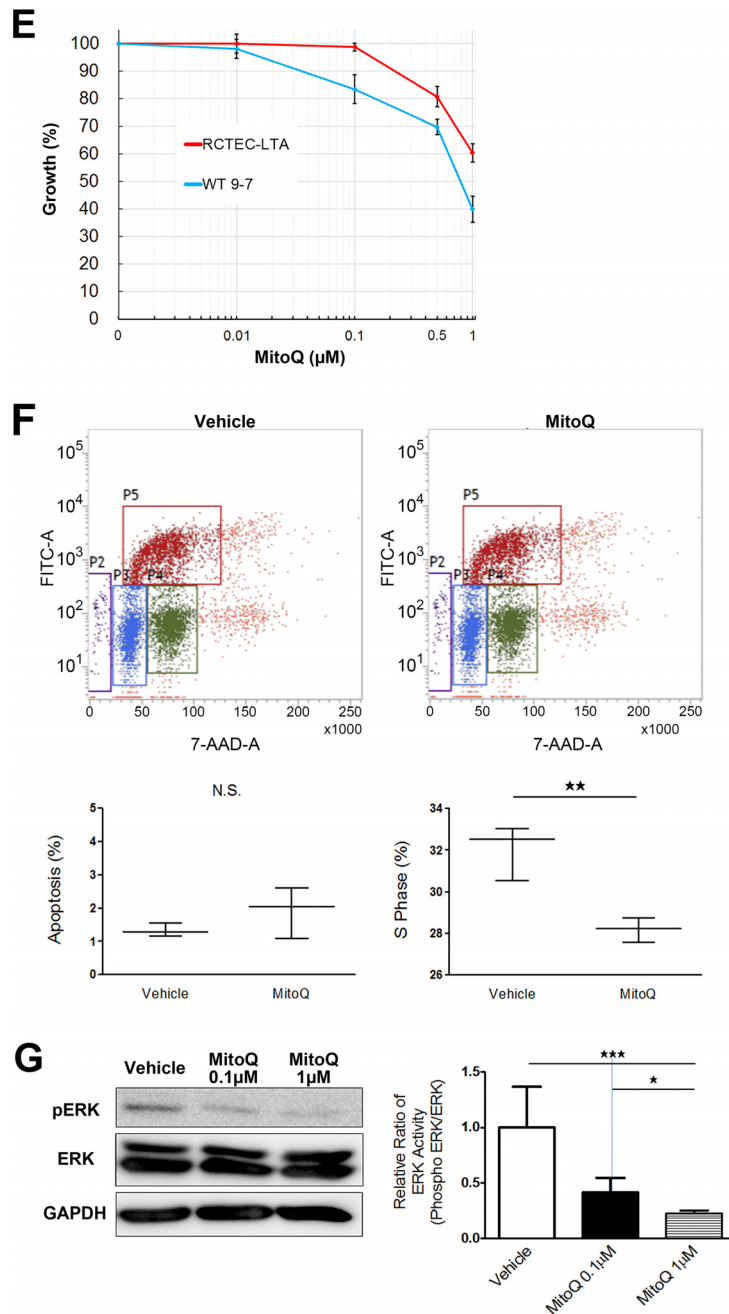 E
100
90
80
70
60
50
40
30
100
20
10
0
Growth (%)
RCTEC-LTA
WT 9-7
0 0.01 0.1 0.5 1
MitoQ (µM)
F
Vehicle
MitoQ
10⁵
10⁴
10³
10²
10¹
FITC-A
P5
P2
P3
P4
0 50 100 150 200 250
x1000
7-AAD-A
10⁵
10⁴
10³
10²
10¹
FITC-A
P5
P2
P3
P4
0 50 100 150 200 250
x1000
7-AAD-A
N.S.
5
4
3
2
1
0
Apoptosis (%)
Vehicle MitoQ
★★
34
32
30
28
26
S Phase (%)
Vehicle MitoQ
G
Vehicle
MitoQ
0.1µM
MitoQ
1µM
pERK
ERK
GAPDH
★★★
★
1.5
1.0
0.5
0.0
Relative Ratio of
ERK Activity
(Phospho ERK/ERK)
Vehicle
MitoQ 0.1µM
MitoQ 1µM